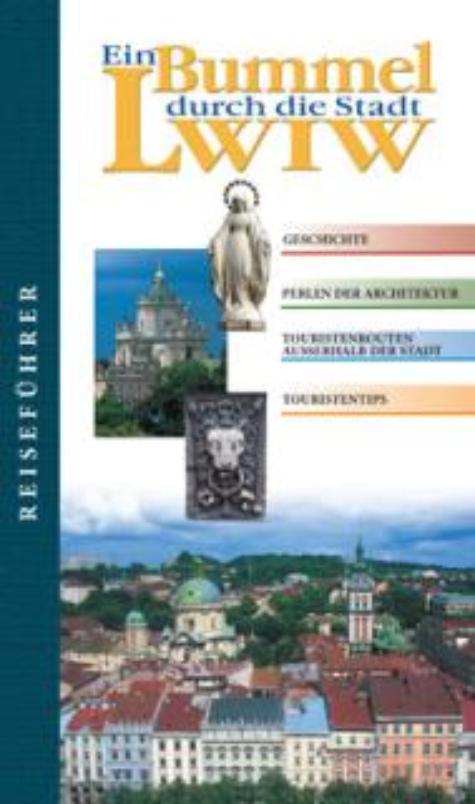 Ein Bummel
durch die Stadt
Lwiw
GESCHICHTE
PERLEN DER ARCHITEKTUR
TOURISTENROUTEN
AUSSERHALB DER STADT
TOURISTENTIPS
REISEFÜHRER